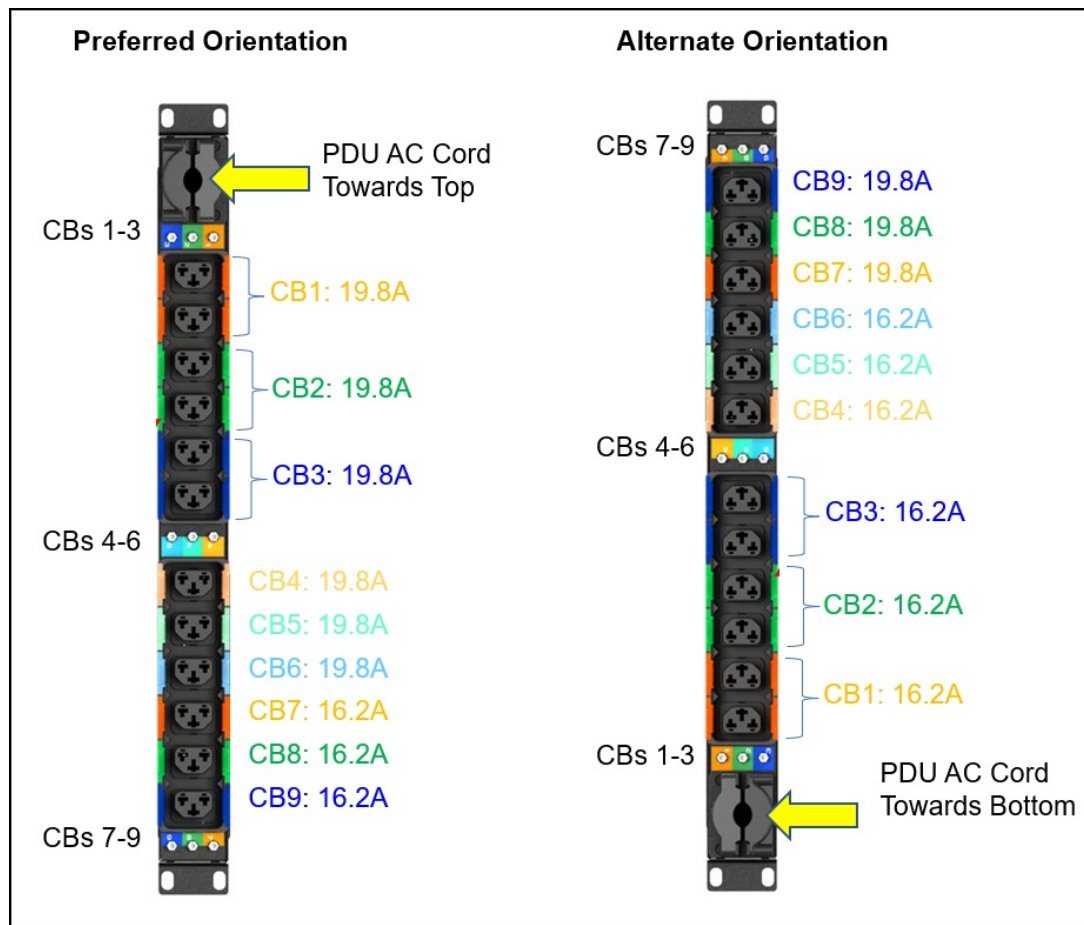 Preferred Orientation
PDU AC Cord
Towards Top
CBs 1-3
CB1: 19.8A
CB2: 19.8A
CB3: 19.8A
CBs 4-6
CB4: 19.8A
CB5: 19.8A
CB6: 19.8A
CB7: 16.2A
CB8: 16.2A
CB9: 16.2A
CBs 7-9
Alternate Orientation
CBs 7-9
CB9: 19.8A
CB8: 19.8A
CB7: 19.8A
CB6: 16.2A
CB5: 16.2A
CB4: 16.2A
CBs 4-6
CB3: 16.2A
CB2: 16.2A
CB1: 16.2A
CBs 1-3
PDU AC Cord
Towards Bottom